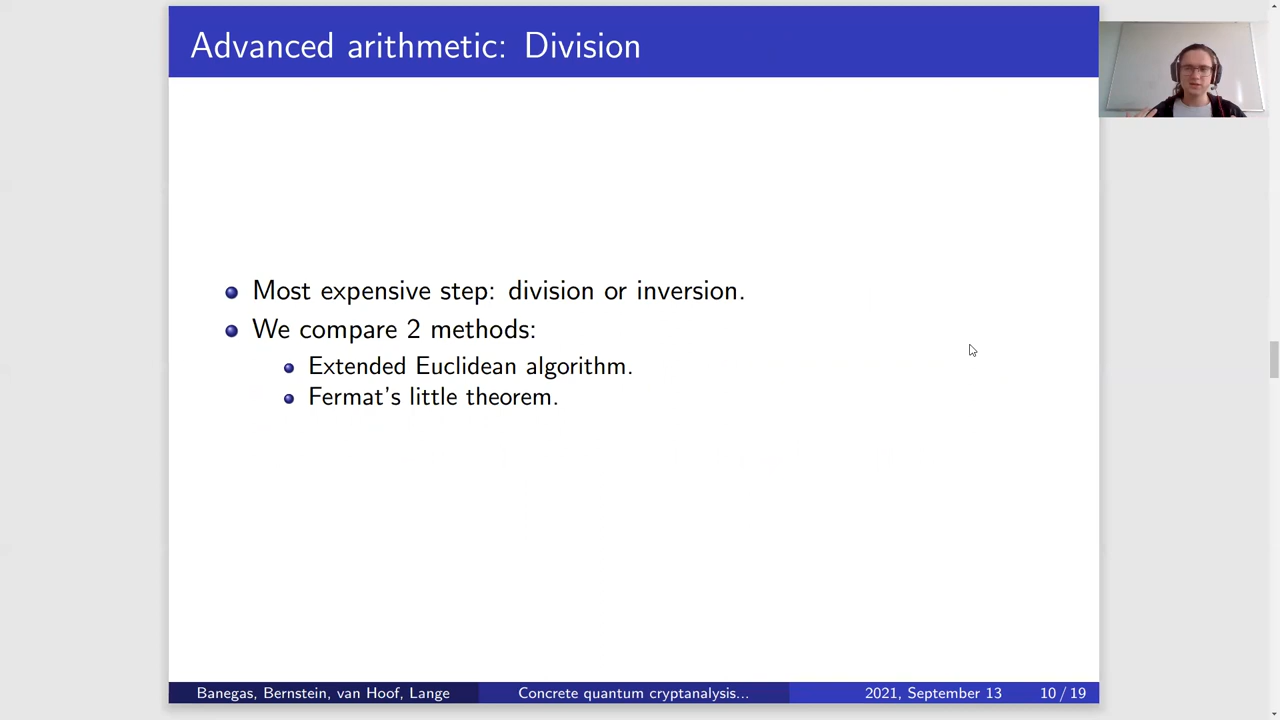 Advanced arithmetic: Division
Most expensive step: division or inversion.
We compare 2 methods:
Extended Euclidean algorithm.
Fermat's little theorem.
Banegas, Bernstein, van Hoof, Lange
Concrete quantum cryptanalysis...
2021, September 13
10 / 19